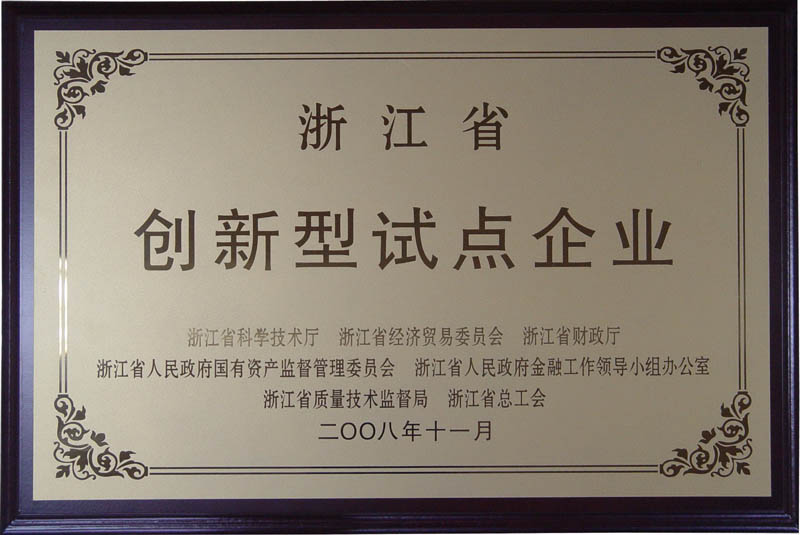 浙江省
创新型试点企业
浙江省科学技术厅 浙江省经济贸易委员会 浙江省财政厅
浙江省人民政府国有资产监督管理委员会 浙江省人民政府金融工作领导小组办公室
浙江省质量技术监督局 浙江省总工会
二〇〇八年十一月